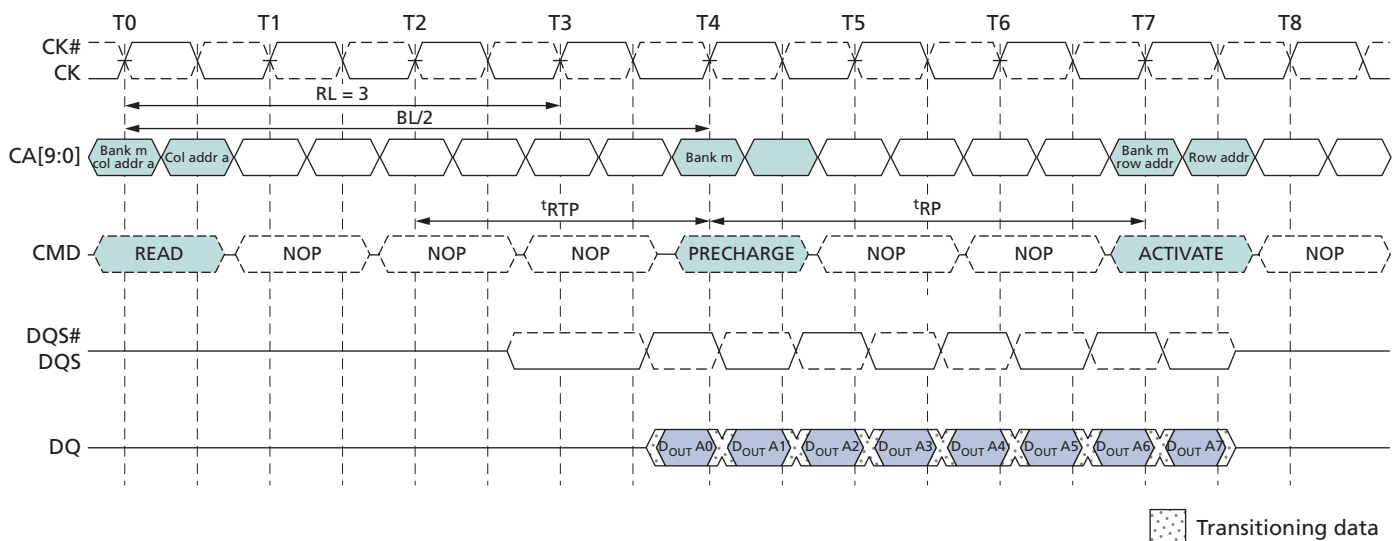 T0 T1 T2 T3 T4 T5 T6 T7 T8
CK#
CK
RL = 3
BL/2
CA[9:0]
Bank m
col addr a
Col addr a
Bank m
Bank m
row addr
Row addr
tRTP
tRP
CMD
READ NOP NOP NOP PRECHARGE NOP NOP ACTIVATE NOP
DQS#
DQS
DQ
DOUT A0 DOUT A1 DOUT A2 DOUT A3 DOUT A4 DOUT A5 DOUT A6 DOUT A7
Transitioning data